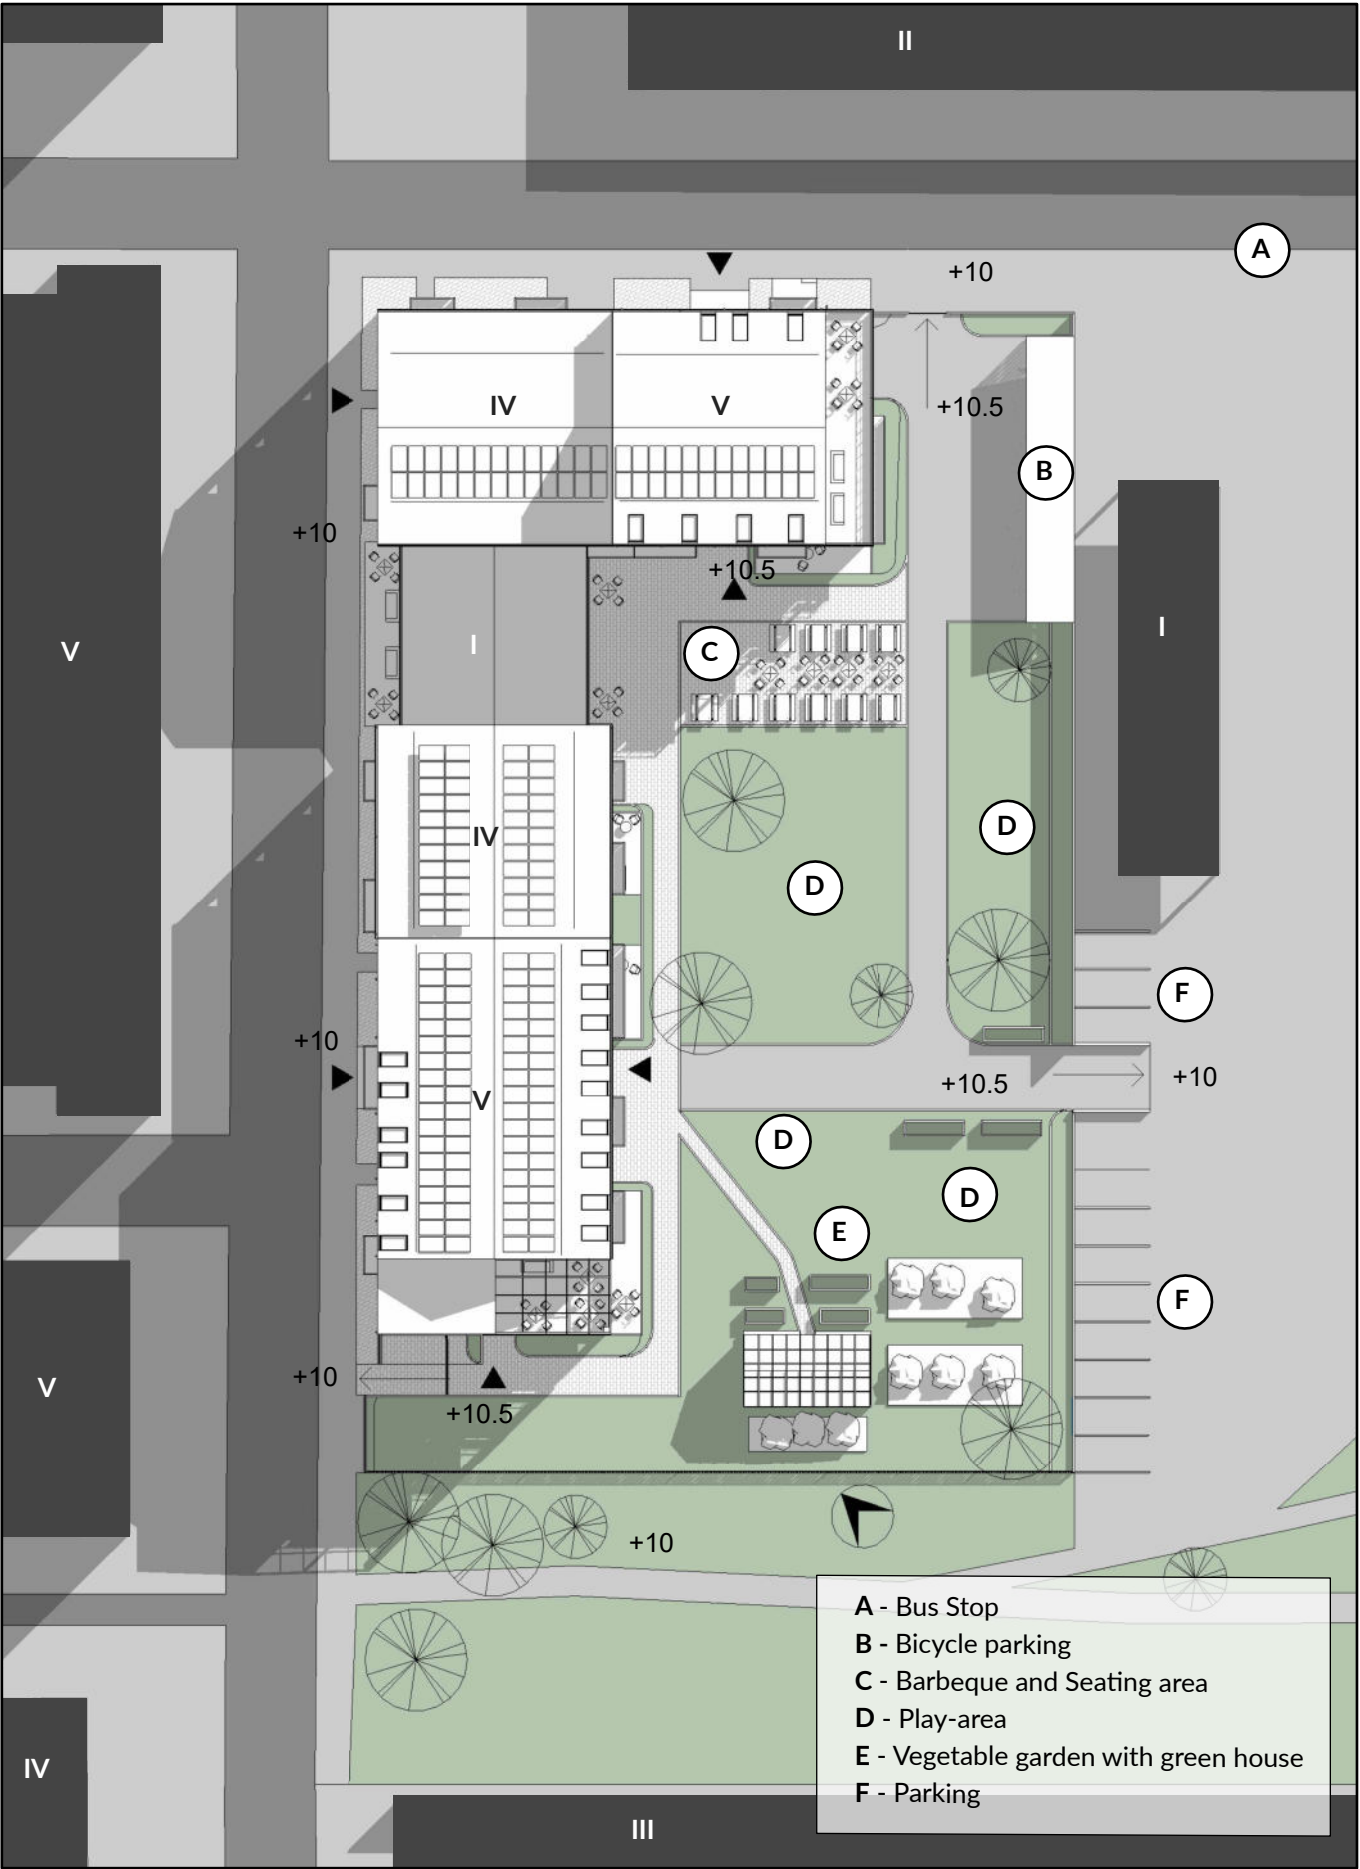 II
A
+10
IV
V
+10.5
B
+10
+10.5
I
C
I
V
IV
D
D
F
+10
V
+10.5
+10
D
D
E
F
+10
V
+10.5
+10
A - Bus Stop
B - Bicycle parking
C - Barbeque and Seating area
D - Play-area
E - Vegetable garden with green house
F - Parking
IV
III